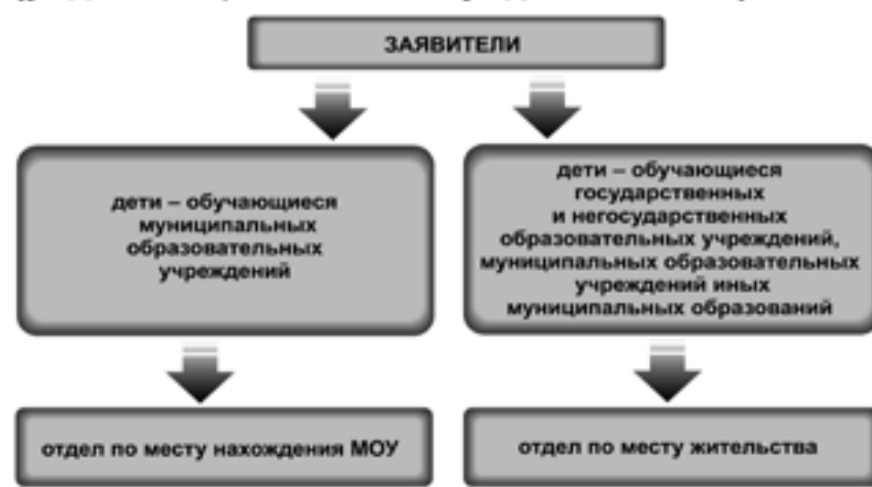 ЗАЯВИТЕЛИ
дети – обучающиеся
муниципальных
образовательных
учреждений
дети – обучающиеся
государственных
и негосударственных
образовательных учреждений,
муниципальных образовательных
учреждений иных
муниципальных образований
отдел по месту нахождения МОУ
отдел по месту жительства